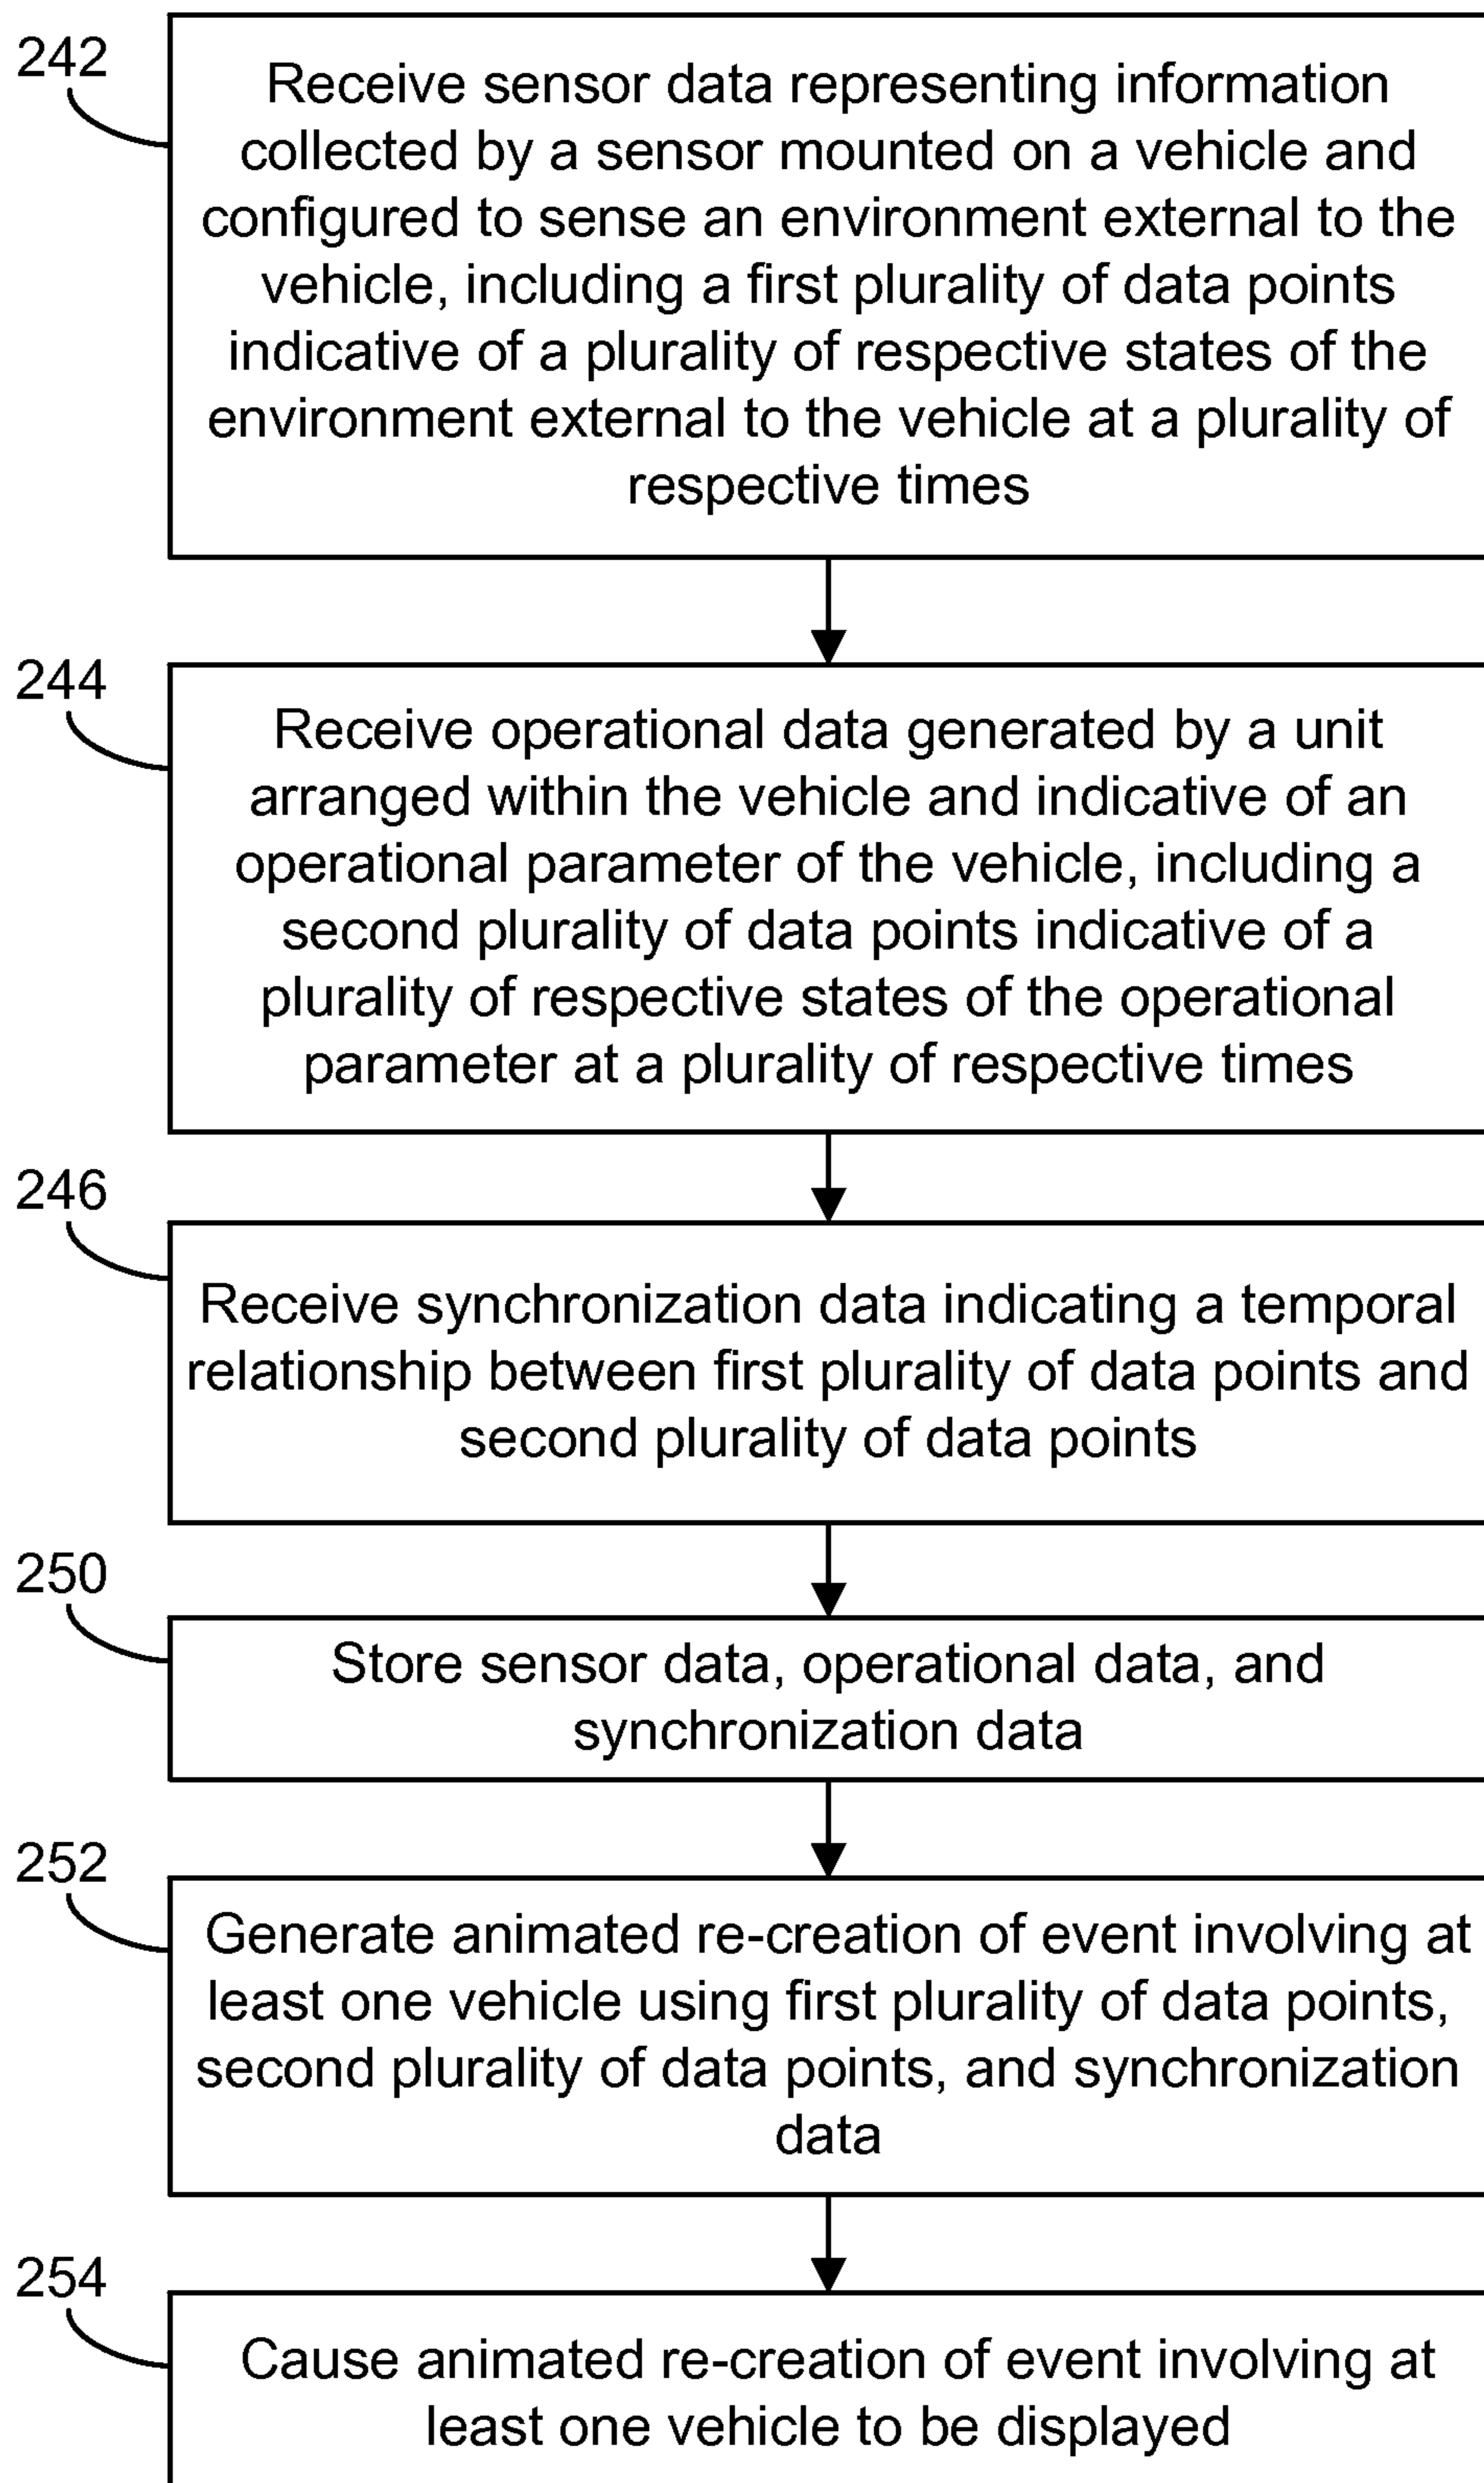 242
Receive sensor data representing information
collected by a sensor mounted on a vehicle and
configured to sense an environment external to the
vehicle, including a first plurality of data points
indicative of a plurality of respective states of the
environment external to the vehicle at a plurality of
respective times
244
Receive operational data generated by a unit
arranged within the vehicle and indicative of an
operational parameter of the vehicle, including a
second plurality of data points indicative of a
plurality of respective states of the operational
parameter at a plurality of respective times
246
Receive synchronization data indicating a temporal
relationship between first plurality of data points and
second plurality of data points
250
Store sensor data, operational data, and
synchronization data
252
Generate animated re-creation of event involving at
least one vehicle using first plurality of data points,
second plurality of data points, and synchronization
data
254
Cause animated re-creation of event involving at
least one vehicle to be displayed